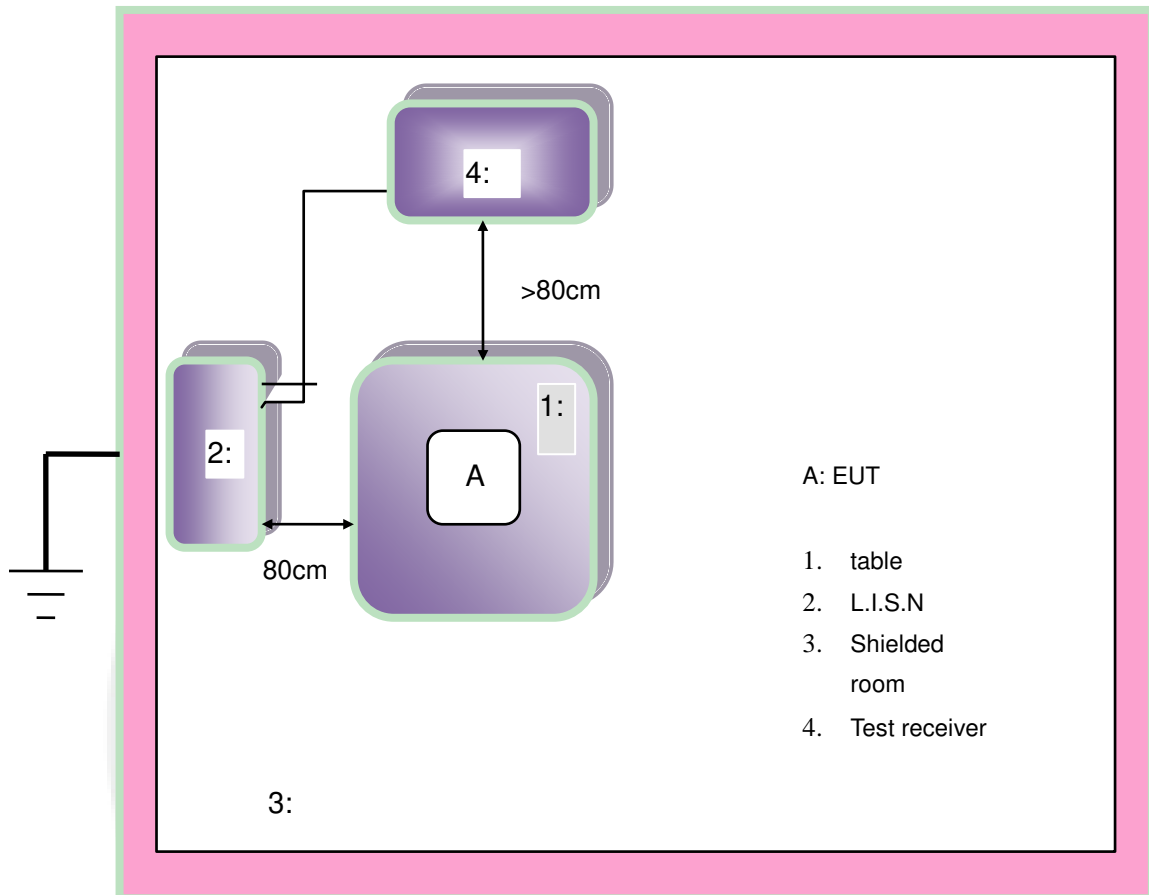 4:
>80cm
1:
2:
A
80cm
A: EUT
1. table
2. L.I.S.N
3. Shielded
room
4. Test receiver
3: